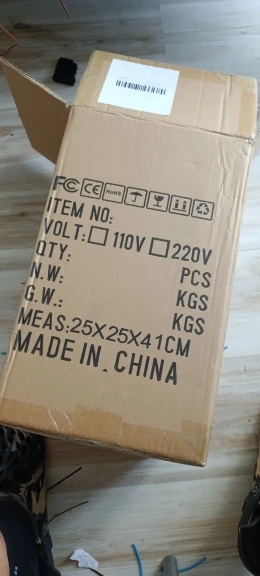 FC CE RoHS
ITEM NO:
VOLT: 110V 220V
QTY: PCS
N.W: KGS
G.W.: KGS
MEAS:25X25X41CM
MADE IN. CHINA